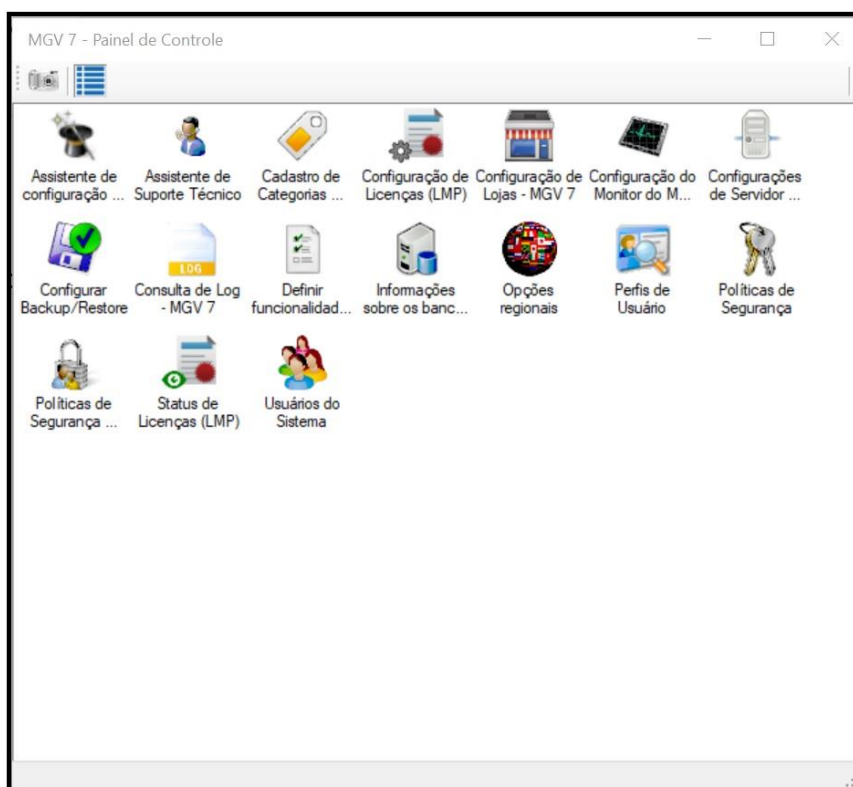 MGV 7 - Painel de Controle
Assistente de
configuração ...
Assistente de
Suporte Técnico
Cadastro de
Categorias ...
Configuração de
Licenças (LMP)
Configuração de
Lojas - MGV 7
Configuração do
Monitor do M...
Configurações
de Servidor ...
Configurar
Backup/Restore
LOG
Consulta de Log
- MGV 7
Definir
funcionalidad...
Informações
sobre os banc...
Opções
regionais
Perfis de
Usuário
Políticas de
Segurança
Políticas de
Segurança ...
Status de
Licenças (LMP)
Usuários do
Sistema